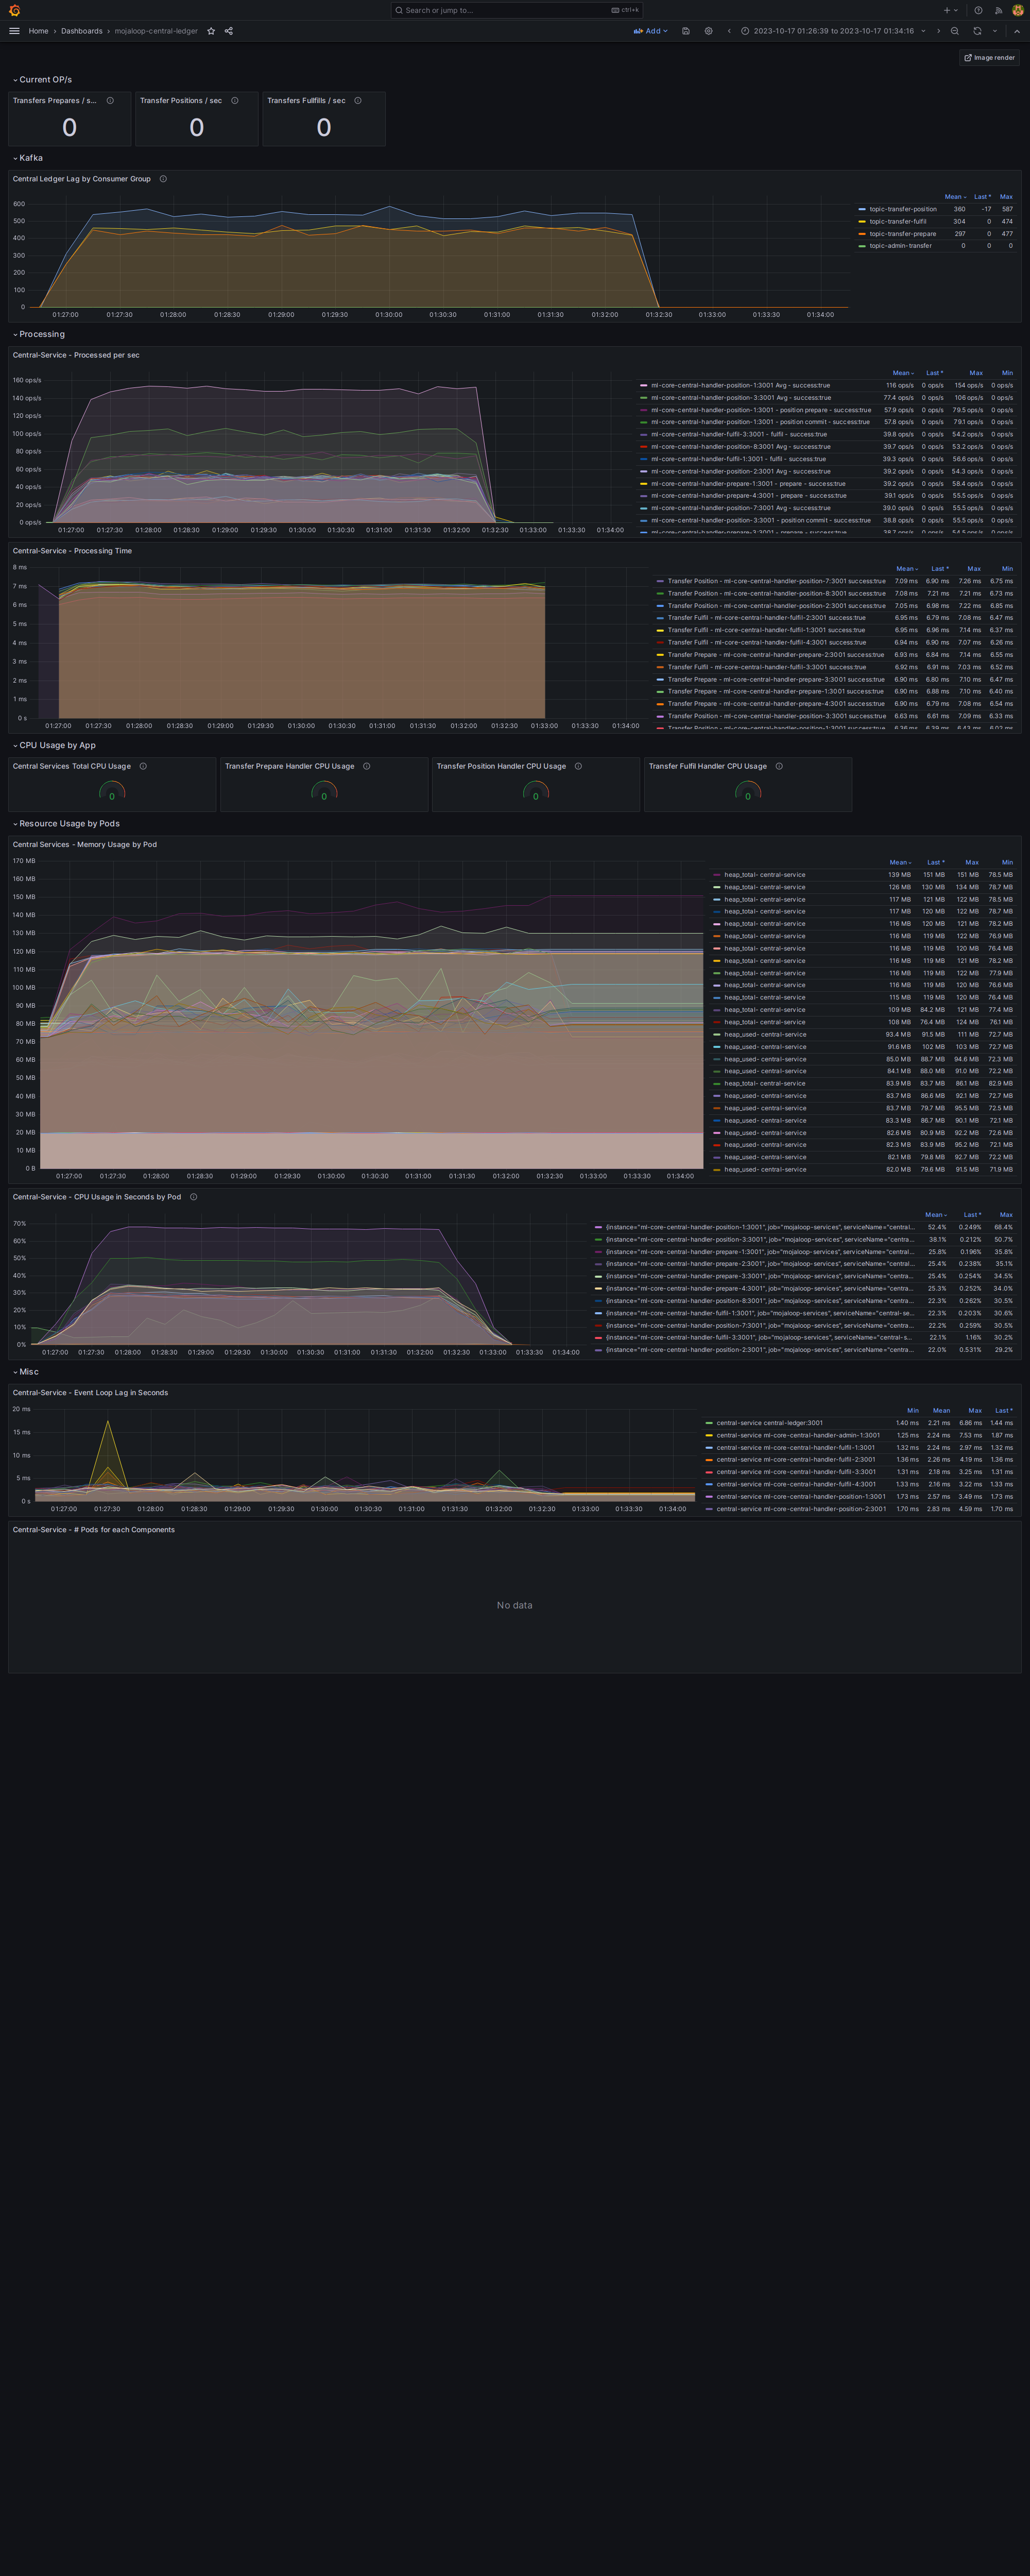 Search or jump to...
ctrl+k
Home › Dashboards › mojaloop-central-ledger
Add
2023-10-17 01:26:39 to 2023-10-17 01:34:16
Image render
Current OP/s
Transfers Prepares / s...
Transfer Positions / sec
Transfers Fullfills / sec
0
0
0
Kafka
Central Ledger Lag by Consumer Group
600
500
400
300
200
100
0
01:27:00 01:27:30 01:28:00 01:28:30 01:29:00 01:29:30 01:30:00 01:30:30 01:31:00 01:31:30 01:32:00 01:32:30 01:33:00 01:33:30 01:34:00
Mean Last * Max
topic-transfer-position 360 -17 587
topic-transfer-fulfil 304 0 474
topic-transfer-prepare 297 0 477
topic-admin-transfer 0 0 0
Processing
Central-Service - Processed per sec
160 ops/s
140 ops/s
120 ops/s
100 ops/s
80 ops/s
60 ops/s
40 ops/s
20 ops/s
0 ops/s
01:27:00 01:27:30 01:28:00 01:28:30 01:29:00 01:29:30 01:30:00 01:30:30 01:31:00 01:31:30 01:32:00 01:32:30 01:33:00 01:33:30 01:34:00
Mean Last * Max Min
ml-core-central-handler-position-1:3001 Avg - success:true 116 ops/s 0 ops/s 154 ops/s 0 ops/s
ml-core-central-handler-position-3:3001 Avg - success:true 77.4 ops/s 0 ops/s 106 ops/s 0 ops/s
ml-core-central-handler-position-1:3001 - position prepare - success:true 57.9 ops/s 0 ops/s 79.5 ops/s 0 ops/s
ml-core-central-handler-position-1:3001 - position commit - success:true 57.8 ops/s 0 ops/s 79.1 ops/s 0 ops/s
ml-core-central-handler-fulfil-3:3001 - fulfil - success:true 39.8 ops/s 0 ops/s 54.2 ops/s 0 ops/s
ml-core-central-handler-position-8:3001 Avg - success:true 39.7 ops/s 0 ops/s 53.2 ops/s 0 ops/s
ml-core-central-handler-fulfil-1:3001 - fulfil - success:true 39.3 ops/s 0 ops/s 56.6 ops/s 0 ops/s
ml-core-central-handler-position-2:3001 Avg - success:true 39.2 ops/s 0 ops/s 54.3 ops/s 0 ops/s
ml-core-central-handler-prepare-1:3001 - prepare - success:true 39.2 ops/s 0 ops/s 58.4 ops/s 0 ops/s
ml-core-central-handler-prepare-4:3001 - prepare - success:true 39.1 ops/s 0 ops/s 55.5 ops/s 0 ops/s
ml-core-central-handler-position-7:3001 Avg - success:true 39.0 ops/s 0 ops/s 55.5 ops/s 0 ops/s
ml-core-central-handler-position-3:3001 - position commit - success:true 38.8 ops/s 0 ops/s 55.5 ops/s 0 ops/s
ml-core-central-handler-prepare-3:3001 - prepare - success:true 38.7 ops/s 0 ops/s 54.5 ops/s 0 ops/s
Central-Service - Processing Time
8 ms
7 ms
6 ms
5 ms
4 ms
3 ms
2 ms
1 ms
0 s
01:27:00 01:27:30 01:28:00 01:28:30 01:29:00 01:29:30 01:30:00 01:30:30 01:31:00 01:31:30 01:32:00 01:32:30 01:33:00 01:33:30 01:34:00
Mean Last * Max Min
Transfer Position - ml-core-central-handler-position-7:3001 success:true 7.09 ms 6.90 ms 7.26 ms 6.75 ms
Transfer Position - ml-core-central-handler-position-8:3001 success:true 7.08 ms 7.21 ms 7.21 ms 6.73 ms
Transfer Position - ml-core-central-handler-position-2:3001 success:true 7.05 ms 6.98 ms 7.22 ms 6.85 ms
Transfer Fulfil - ml-core-central-handler-fulfil-2:3001 success:true 6.95 ms 6.79 ms 7.08 ms 6.47 ms
Transfer Fulfil - ml-core-central-handler-fulfil-1:3001 success:true 6.95 ms 6.96 ms 7.14 ms 6.37 ms
Transfer Fulfil - ml-core-central-handler-fulfil-4:3001 success:true 6.94 ms 6.90 ms 7.07 ms 6.26 ms
Transfer Prepare - ml-core-central-handler-prepare-2:3001 success:true 6.93 ms 6.84 ms 7.14 ms 6.55 ms
Transfer Fulfil - ml-core-central-handler-fulfil-3:3001 success:true 6.92 ms 6.91 ms 7.03 ms 6.52 ms
Transfer Prepare - ml-core-central-handler-prepare-3:3001 success:true 6.90 ms 6.80 ms 7.10 ms 6.47 ms
Transfer Prepare - ml-core-central-handler-prepare-1:3001 success:true 6.90 ms 6.88 ms 7.10 ms 6.40 ms
Transfer Prepare - ml-core-central-handler-prepare-4:3001 success:true 6.90 ms 6.79 ms 7.08 ms 6.54 ms
Transfer Position - ml-core-central-handler-position-3:3001 success:true 6.63 ms 6.61 ms 7.09 ms 6.33 ms
Transfer Position - ml-core-central-handler-position-1:3001 success:true 6.36 ms 6.39 ms 6.43 ms 6.02 ms
CPU Usage by App
Central Services Total CPU Usage
Transfer Prepare Handler CPU Usage
Transfer Position Handler CPU Usage
Transfer Fulfil Handler CPU Usage
0
0
0
0
Resource Usage by Pods
Central Services - Memory Usage by Pod
170 MB
160 MB
150 MB
140 MB
130 MB
120 MB
110 MB
100 MB
90 MB
80 MB
70 MB
60 MB
50 MB
40 MB
30 MB
20 MB
10 MB
0 B
01:27:00 01:27:30 01:28:00 01:28:30 01:29:00 01:29:30 01:30:00 01:30:30 01:31:00 01:31:30 01:32:00 01:32:30 01:33:00 01:33:30 01:34:00
Mean Last * Max Min
heap_total- central-service 139 MB 151 MB 151 MB 78.5 MB
heap_total- central-service 126 MB 130 MB 134 MB 78.7 MB
heap_total- central-service 117 MB 121 MB 122 MB 78.5 MB
heap_total- central-service 117 MB 120 MB 122 MB 78.7 MB
heap_total- central-service 116 MB 120 MB 121 MB 78.2 MB
heap_total- central-service 116 MB 119 MB 122 MB 76.9 MB
heap_total- central-service 116 MB 119 MB 120 MB 76.4 MB
heap_total- central-service 116 MB 119 MB 121 MB 78.2 MB
heap_total- central-service 116 MB 119 MB 122 MB 77.9 MB
heap_total- central-service 116 MB 119 MB 120 MB 76.6 MB
heap_total- central-service 115 MB 119 MB 120 MB 76.4 MB
heap_total- central-service 109 MB 84.2 MB 121 MB 77.4 MB
heap_total- central-service 108 MB 76.4 MB 124 MB 76.1 MB
heap_used- central-service 93.4 MB 91.5 MB 111 MB 72.7 MB
heap_used- central-service 91.6 MB 102 MB 103 MB 72.7 MB
heap_used- central-service 85.0 MB 88.7 MB 94.6 MB 72.3 MB
heap_used- central-service 84.1 MB 88.0 MB 91.0 MB 72.2 MB
heap_total- central-service 83.9 MB 83.7 MB 86.1 MB 82.9 MB
heap_used- central-service 83.7 MB 86.6 MB 92.1 MB 72.7 MB
heap_used- central-service 83.7 MB 79.7 MB 95.5 MB 72.5 MB
heap_used- central-service 83.3 MB 86.7 MB 90.1 MB 72.1 MB
heap_used- central-service 82.6 MB 80.9 MB 92.2 MB 72.6 MB
heap_used- central-service 82.3 MB 83.9 MB 95.2 MB 72.1 MB
heap_used- central-service 82.1 MB 79.8 MB 92.7 MB 72.2 MB
heap_used- central-service 82.0 MB 79.6 MB 91.5 MB 71.9 MB
Central-Service - CPU Usage in Seconds by Pod
70%
60%
50%
40%
30%
20%
10%
0%
01:27:00 01:27:30 01:28:00 01:28:30 01:29:00 01:29:30 01:30:00 01:30:30 01:31:00 01:31:30 01:32:00 01:32:30 01:33:00 01:33:30 01:34:00
Mean Last * Max
{instance="ml-core-central-handler-position-1:3001", job="mojaloop-services", serviceName="central... 52.4% 0.249% 68.4%
{instance="ml-core-central-handler-position-3:3001", job="mojaloop-services", serviceName="centra... 38.1% 0.212% 50.7%
{instance="ml-core-central-handler-prepare-1:3001", job="mojaloop-services", serviceName="central... 25.8% 0.196% 35.8%
{instance="ml-core-central-handler-prepare-2:3001", job="mojaloop-services", serviceName="central... 25.4% 0.238% 35.1%
{instance="ml-core-central-handler-prepare-3:3001", job="mojaloop-services", serviceName="centra... 25.4% 0.254% 34.5%
{instance="ml-core-central-handler-prepare-4:3001", job="mojaloop-services", serviceName="centra... 25.3% 0.252% 34.0%
{instance="ml-core-central-handler-position-8:3001", job="mojaloop-services", serviceName="centra... 22.3% 0.262% 30.5%
{instance="ml-core-central-handler-fulfil-1:3001", job="mojaloop-services", serviceName="central-se... 22.3% 0.203% 30.6%
{instance="ml-core-central-handler-position-7:3001", job="mojaloop-services", serviceName="centra... 22.2% 0.259% 30.5%
{instance="ml-core-central-handler-fulfil-3:3001", job="mojaloop-services", serviceName="central-s... 22.1% 1.16% 30.2%
{instance="ml-core-central-handler-position-2:3001", job="mojaloop-services", serviceName="centra... 22.0% 0.531% 29.2%
Misc
Central-Service - Event Loop Lag in Seconds
20 ms
15 ms
10 ms
5 ms
0 s
01:27:00 01:27:30 01:28:00 01:28:30 01:29:00 01:29:30 01:30:00 01:30:30 01:31:00 01:31:30 01:32:00 01:32:30 01:33:00 01:33:30 01:34:00
Min Mean Max Last *
central-service central-ledger:3001 1.40 ms 2.21 ms 6.86 ms 1.44 ms
central-service ml-core-central-handler-admin-1:3001 1.25 ms 2.24 ms 7.53 ms 1.87 ms
central-service ml-core-central-handler-fulfil-1:3001 1.32 ms 2.24 ms 2.97 ms 1.32 ms
central-service ml-core-central-handler-fulfil-2:3001 1.36 ms 2.26 ms 4.19 ms 1.36 ms
central-service ml-core-central-handler-fulfil-3:3001 1.31 ms 2.18 ms 3.25 ms 1.31 ms
central-service ml-core-central-handler-fulfil-4:3001 1.33 ms 2.16 ms 3.22 ms 1.33 ms
central-service ml-core-central-handler-position-1:3001 1.73 ms 2.57 ms 3.49 ms 1.73 ms
central-service ml-core-central-handler-position-2:3001 1.70 ms 2.83 ms 4.59 ms 1.70 ms
Central-Service - # Pods for each Components
No data